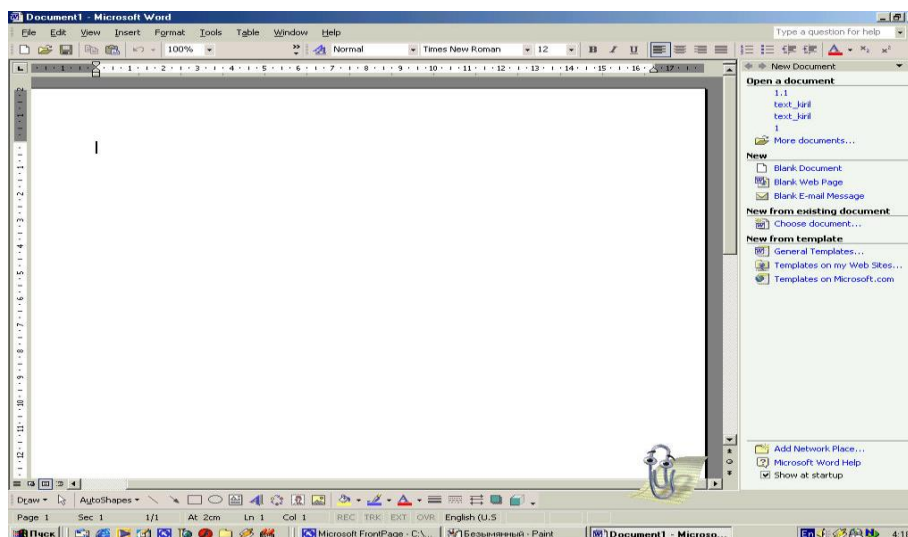 Document1 - Microsoft Word
File Edit View Insert Format Tools Table Window Help
Type a question for help
100% Normal Times New Roman 12 B I U
New Document
Open a document
1.1
text_kiril
text_kiril
1
More documents...
New
Blank Document
Blank Web Page
Blank E-mail Message
New from existing document
Choose document...
New from template
General Templates...
Templates on my Web Sites...
Templates on Microsoft.com
Add Network Place...
Microsoft Word Help
Show at startup
Draw AutoShapes
Page 1 Sec 1 1/1 At 2cm Ln 1 Col 1 REC TRK EXT OVR English (U.S
Пуск Microsoft FrontPage - C:\... Безымянный - Paint Document1 - Microso... En 4:18